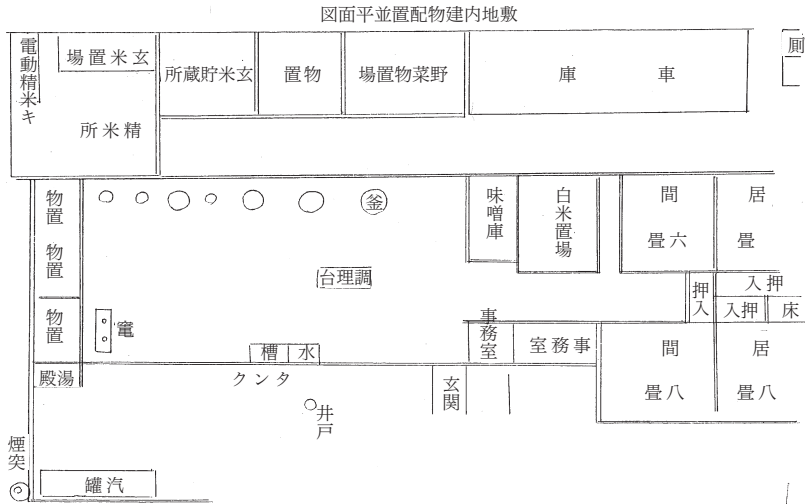 敷地内建物配置並平面図
厠
車庫
野菜物置場
物置
玄米貯蔵所
玄米置場
精米所
電動精米キ
居
畳
間
六畳
白米置場
味噌庫
釜
物置
物置
物置
調理台
竃
水槽
押入
押入
床
押入
事務室
事務室
居
八畳
間
八畳
玄関
タンク
湯殿
井戸
煙突
汽罐